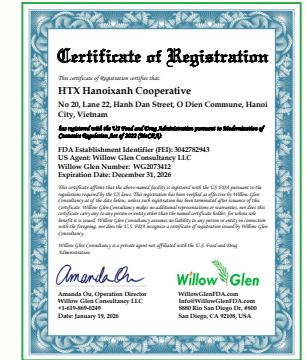 Certificate of Registration
This certificate of Registration certifies that:
HTX Hanoixanh Cooperative
No 20, Lane 22, Hanh Dan Street, O Dien Commune, Hanoi
City, Vietnam
has registered with the US Food and Drug Administration pursuant to Modernization of
Cosmetics Regulation Act of 2022 (MoCRA):
FDA Establishment Identifier (FEI): 3042782943
US Agent: Willow Glen Consultancy LLC
Willow Glen Number: WG2073412
Expiration Date: December 31, 2026
This certificate affirms that the above-named facility is registered with the US FDA pursuant to the
regulations required by the US laws. This registration has been verified as effective by Willow Glen
Consultancy as of the date below, unless such registration has been terminated after issuance of this
Certificate. Willow Glen Consultancy makes no additional representations or warranties, nor does this
certificate carry any to any person or entity other than the named certificate holder, for whose sole
benefit it is issued. Willow Glen Consultancy assumes no liability to any person or entity in connection
with the foregoing, nor does the U.S. FDA recognize a certificate of registration issued by Willow Glen
Consultancy.
Willow Glen Consultancy is a private agent not affiliated with the U.S. Food and Drug
Administration.
Amanda Ou
Willow Glen
Amanda Ou, Operation Director
Willow Glen Consultancy LLC
+1-619-869-0249
Date: January 19, 2026
WillowGlenFDA.com
Info@WillowGlenFDA.com
8880 Rio San Diego Dr, #800
San Diego, CA 92108, USA